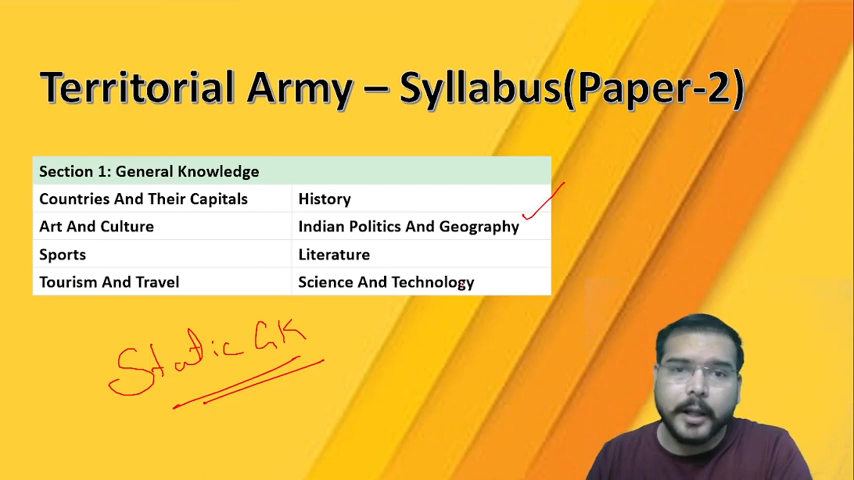 Territorial Army – Syllabus(Paper-2)
Section 1: General Knowledge
Countries And Their Capitals History
Art And Culture Indian Politics And Geography
Sports Literature
Tourism And Travel Science And Technology
Static GK